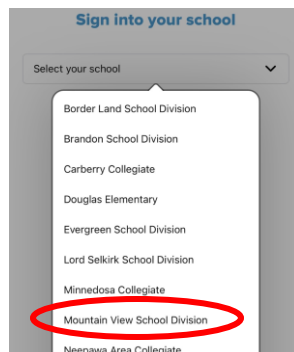 Sign into your school
Select your school
Border Land School Division
Brandon School Division
Carberry Collegiate
Douglas Elementary
Evergreen School Division
Lord Selkirk School Division
Minnedosa Collegiate
Mountain View School Division
Neepawa Area Collegiate